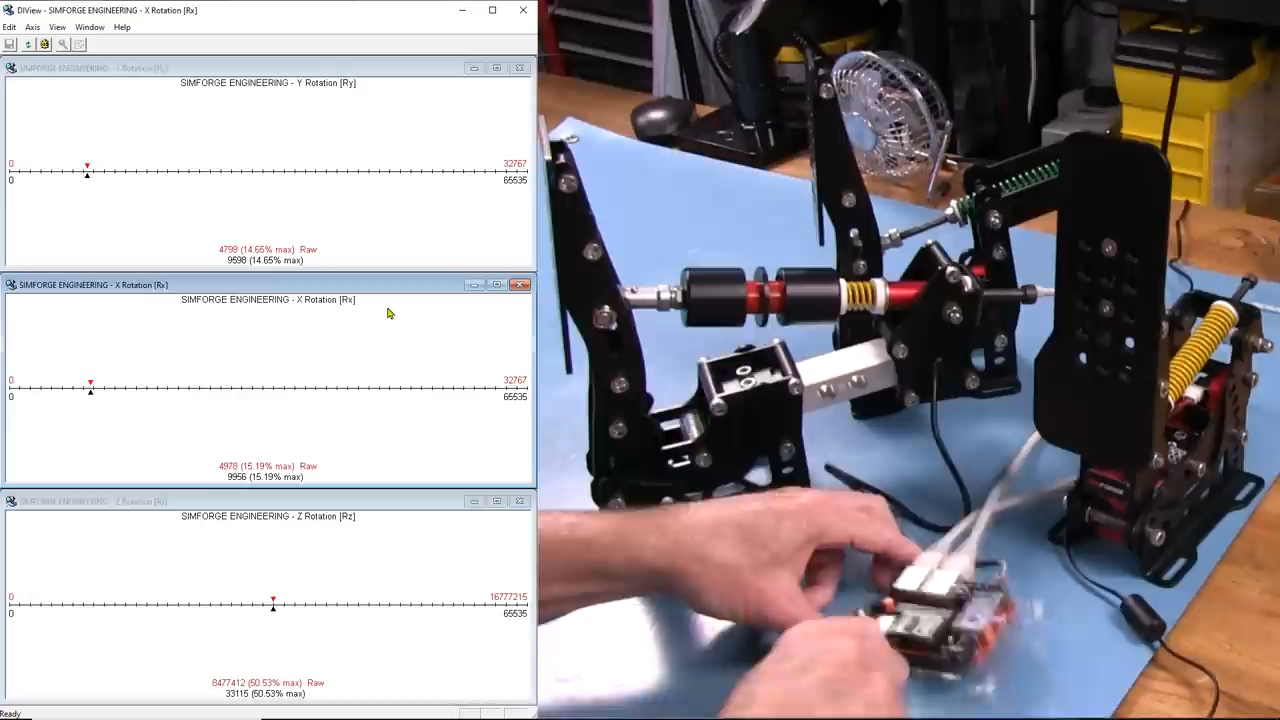 DIView - SIMFORGE ENGINEERING - X Rotation [Rx]
Edit Axis View Window Help
SIMFORGE ENGINEERING - Y Rotation [Ry]
SIMFORGE ENGINEERING - Y Rotation [Ry]
0 32767
0 65535
4799 (14.65% max) Raw
9598 (14.65% max)
SIMFORGE ENGINEERING - X Rotation [Rx]
SIMFORGE ENGINEERING - X Rotation [Rx]
0 32767
0 65535
4978 (15.19% max) Raw
9956 (15.19% max)
SIMFORGE ENGINEERING - Z Rotation [Rz]
SIMFORGE ENGINEERING - Z Rotation [Rz]
0 16777215
0 65535
8477412 (50.53% max) Raw
33115 (50.53% max)
Ready